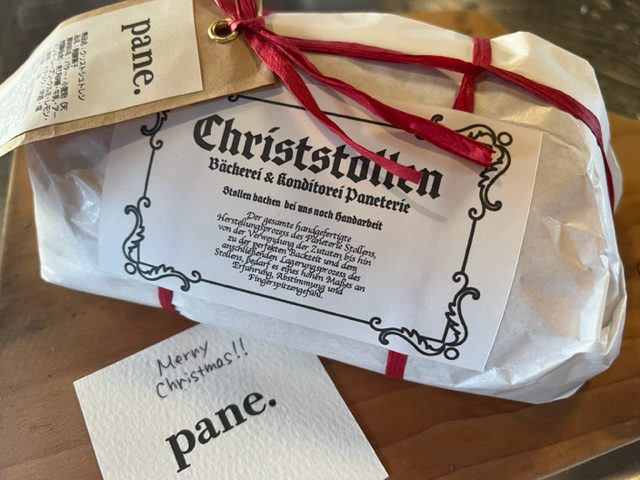 pane.
Christstollen
Bäckerei & Konditorei Paneterie
Stollen backen bei uns noch Handarbeit
Der gesamte handgefertigte
Herstellungsprozess des Paneterie Stollens,
von der Verwendung der Zutaten bis hin
zu der perfekten Backzeit und dem
anschließenden Lagerungsprozess des
Stollens, bedarf es eines hohen Maßes an
Erfahrung, Abstimmung und
Fingerspitzengefühl.
Merry
Christmas!!
pane.